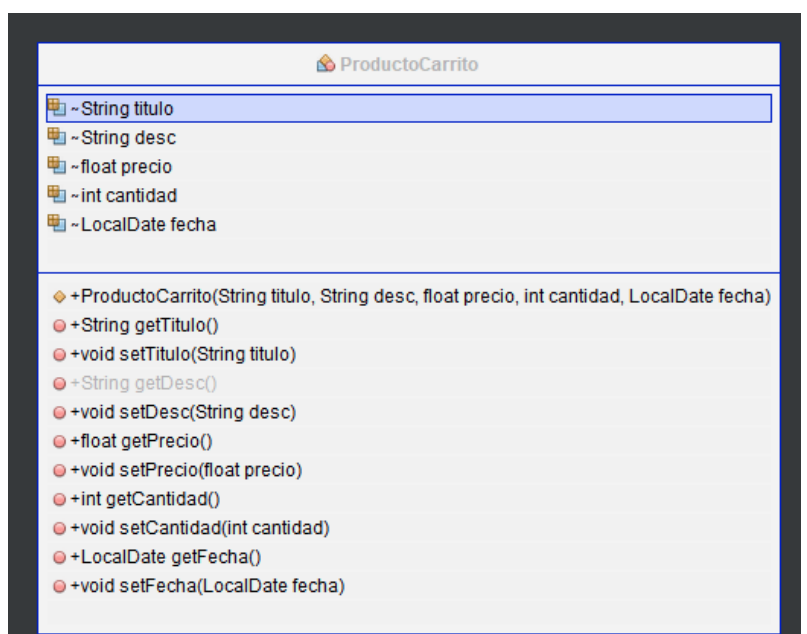 ProductoCarrito
~String titulo
~String desc
~float precio
~int cantidad
~LocalDate fecha
+ProductoCarrito(String titulo, String desc, float precio, int cantidad, LocalDate fecha)
+String getTitulo()
+void setTitulo(String titulo)
+String getDesc()
+void setDesc(String desc)
+float getPrecio()
+void setPrecio(float precio)
+int getCantidad()
+void setCantidad(int cantidad)
+LocalDate getFecha()
+void setFecha(LocalDate fecha)